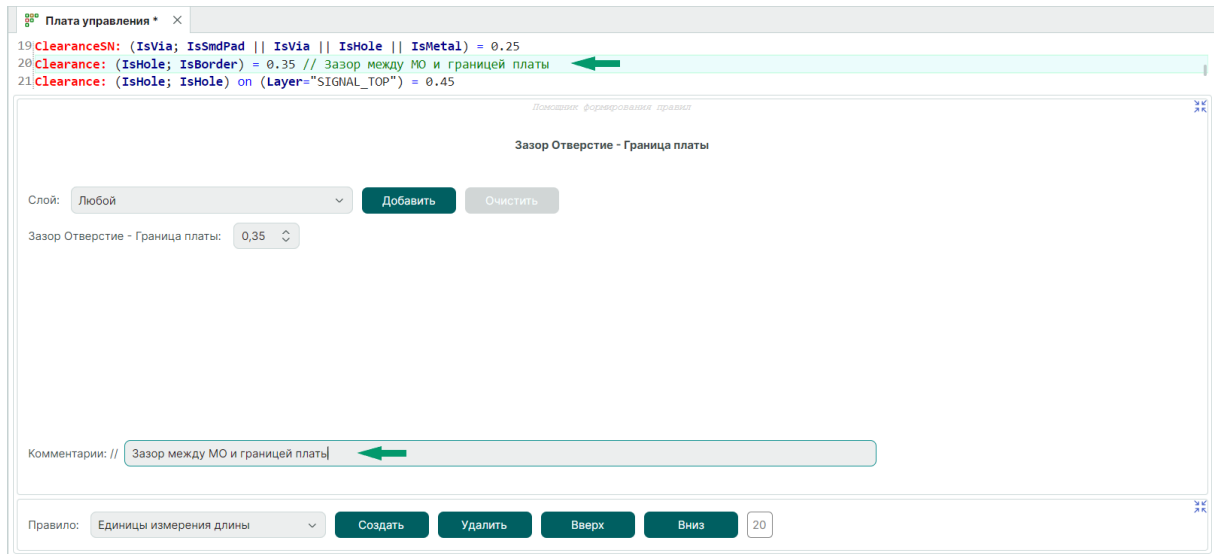 Плата управления *
19 ClearanceSN: (IsVia; IsSmdPad || IsVia || IsHole || IsMetal) = 0.25
20 Clearance: (IsHole; IsBorder) = 0.35 // Зазор между МО и границей платы
21 Clearance: (IsHole; IsHole) on (Layer="SIGNAL_TOP") = 0.45
Помощник формирования правил
Зазор Отверстие - Граница платы
Слой: Любой Добавить Очистить
Зазор Отверстие - Граница платы: 0,35
Комментарии: // Зазор между МО и границей платы
Правило: Единицы измерения длины Создать Удалить Вверх Вниз 20